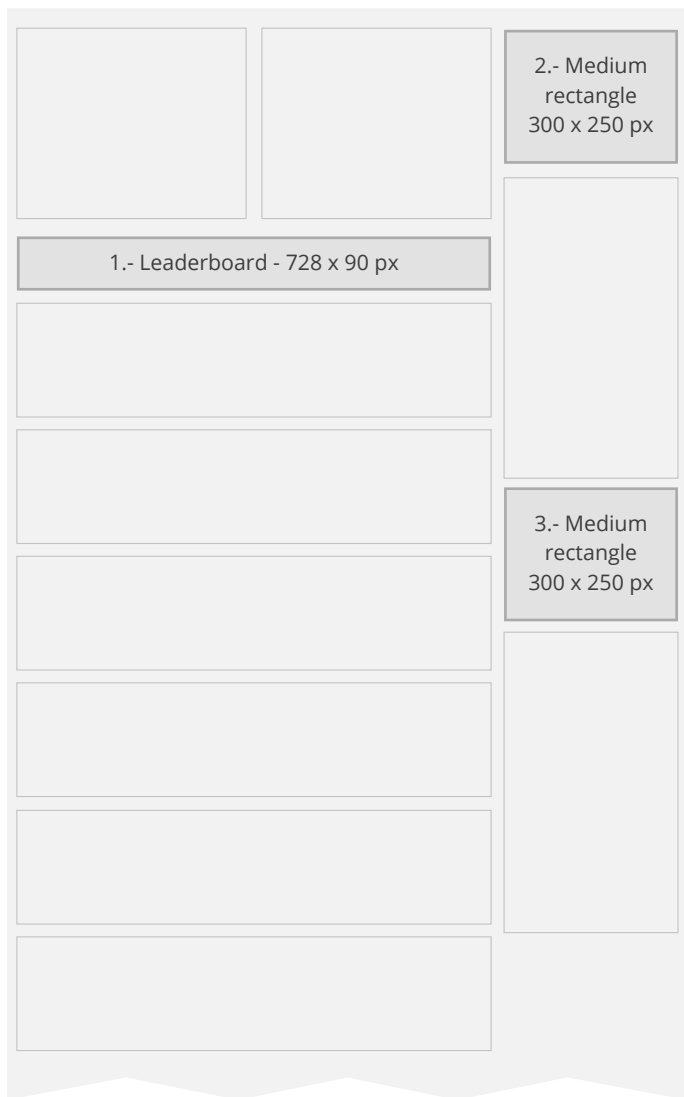 2.- Medium
rectangle
300 x 250 px
1.- Leaderboard - 728 x 90 px
3.- Medium
rectangle
300 x 250 px